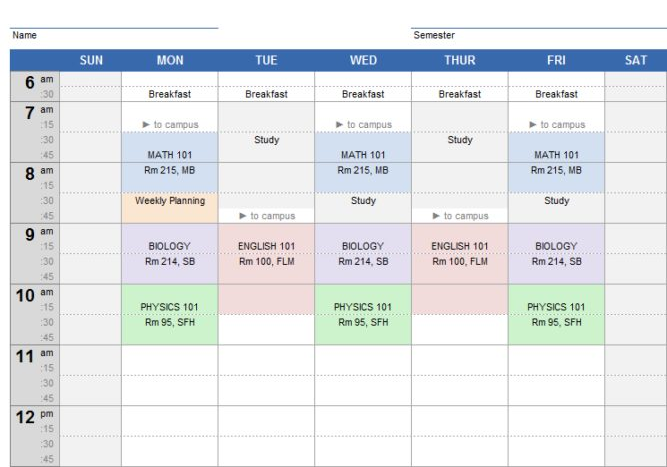 Name Semester
SUN MON TUE WED THUR FRI SAT
6 am
:30 Breakfast Breakfast Breakfast Breakfast Breakfast
7 am
:15 ► to campus ► to campus ► to campus
:30 Study Study
:45 MATH 101 MATH 101 MATH 101
8 am Rm 215, MB Rm 215, MB Rm 215, MB
:15
:30 Weekly Planning Study Study
:45 ► to campus ► to campus
9 am
:15 BIOLOGY ENGLISH 101 BIOLOGY ENGLISH 101 BIOLOGY
:30 Rm 214, SB Rm 100, FLM Rm 214, SB Rm 100, FLM Rm 214, SB
:45
10 am
:15 PHYSICS 101 PHYSICS 101 PHYSICS 101
:30 Rm 95, SFH Rm 95, SFH Rm 95, SFH
:45
11 am
:15
:30
:45
12 pm
:15
:30
:45